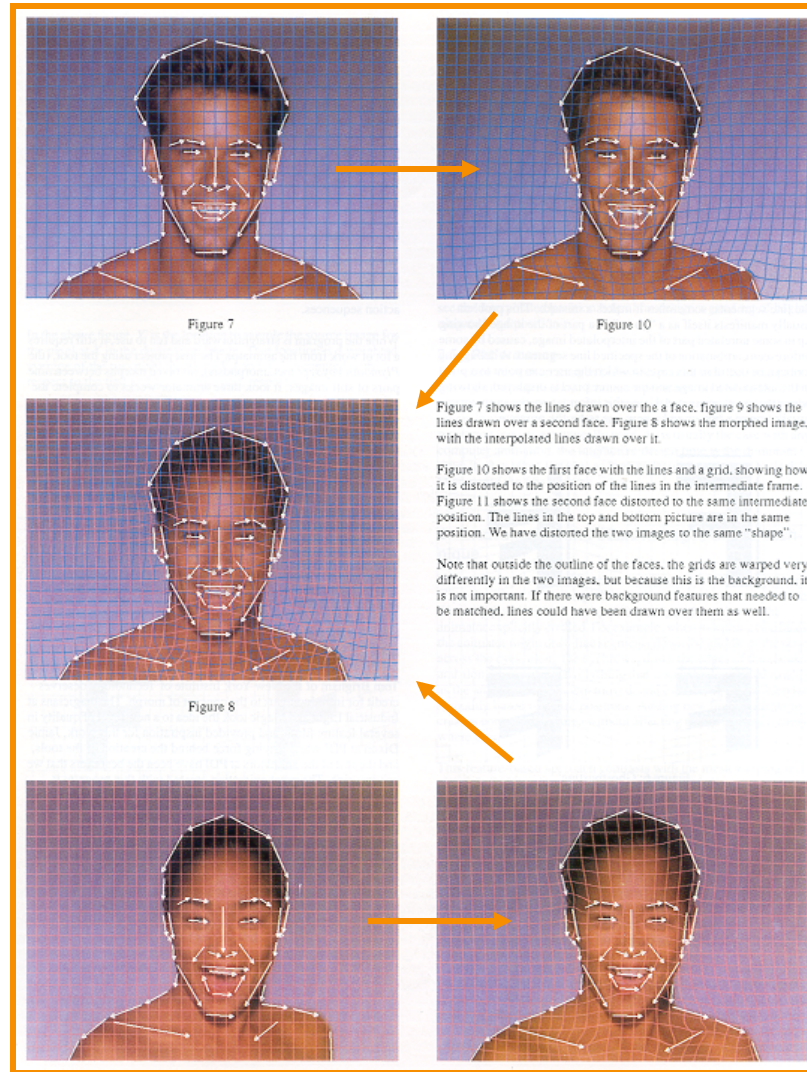 Figure 7
Figure 10
Figure 7 shows the lines drawn over the a face, figure 9 shows the
lines drawn over a second face. Figure 8 shows the morphed image,
with the interpolated lines drawn over it.
Figure 10 shows the first face with the lines and a grid, showing how
it is distorted to the position of the lines in the intermediate frame.
Figure 11 shows the second face distorted to the same intermediate
position. The lines in the top and bottom picture are in the same
position. We have distorted the two images to the same "shape".
Note that outside the outline of the faces, the grids are warped very
differently in the two images, but because this is the background, it
is not important. If there were background features that needed to
be matched, lines could have been drawn over them as well.
Figure 8